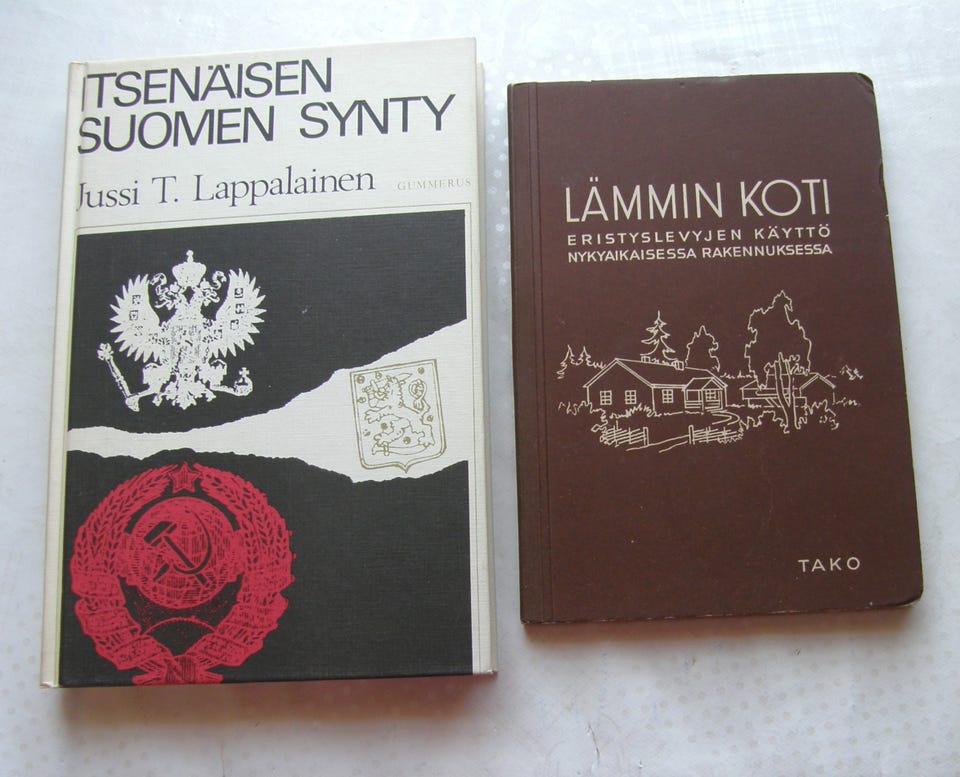 ITSENÄISEN
SUOMEN SYNTY
Jussi T. Lappalainen
GUMMERUS
LÄMMIN KOTI
ERISTYSLEVYJEN KÄYTTÖ
NYKYAIKAISESSA RAKENNUKSESSA
TAKO